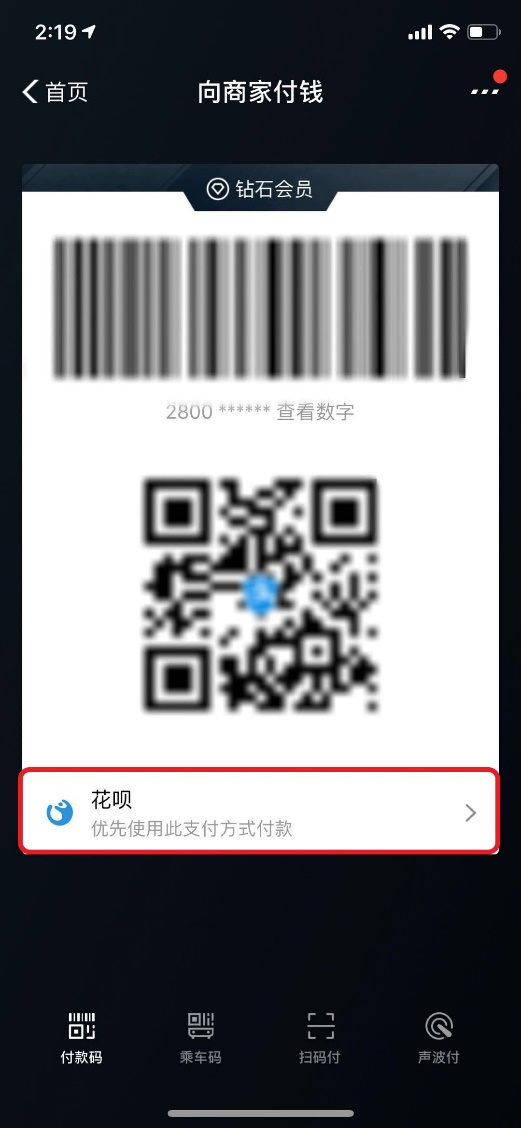 2:19
首页
向商家付钱
钻石会员
2800 ****** 查看数字
花呗
优先使用此支付方式付款
付款码
乘车码
扫码付
声波付